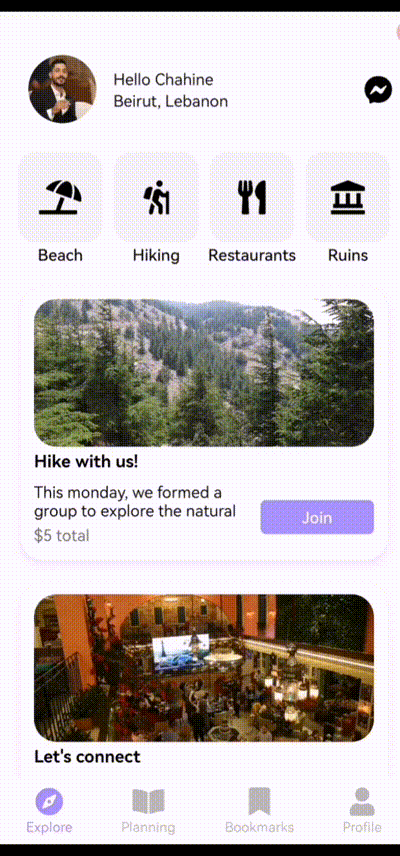 Hello Chahine
Beirut, Lebanon
Beach
Hiking
Restaurants
Ruins
Hike with us!
This monday, we formed a
group to explore the natural
$5 total
Join
Let's connect
Explore
Planning
Bookmarks
Profile